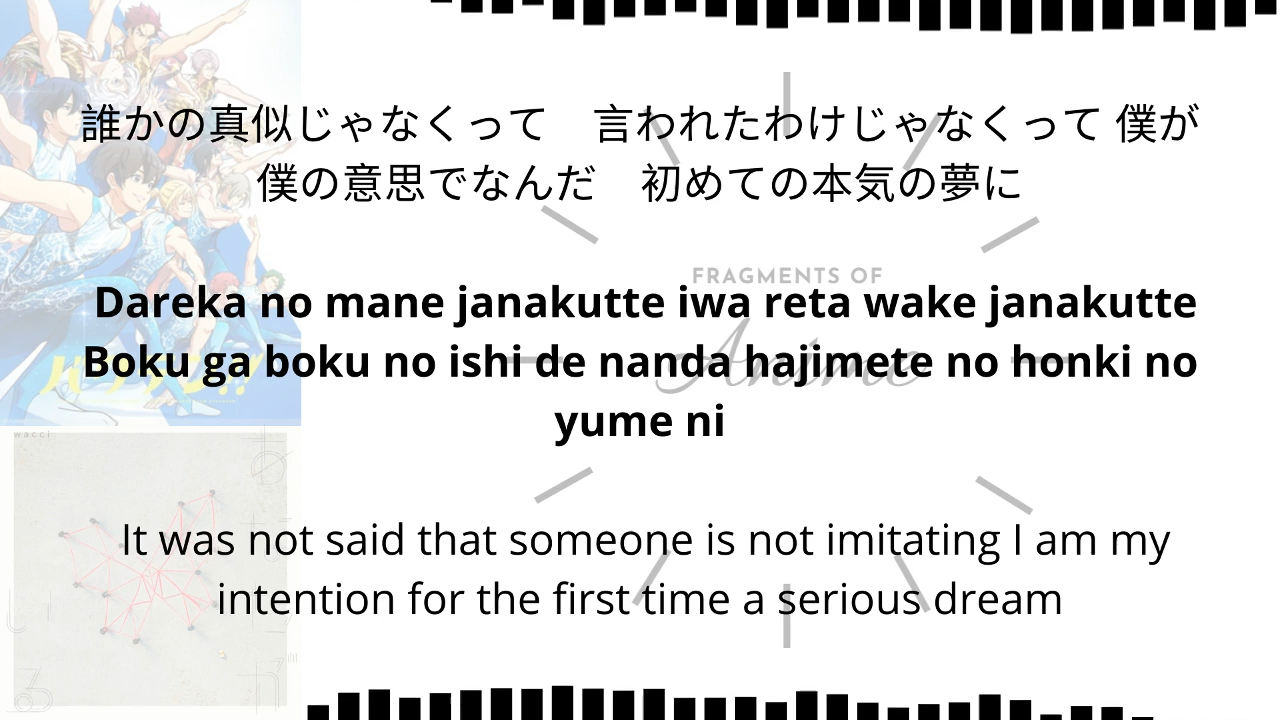 誰かの真似じゃなくって　言われたわけじゃなくって 僕が
僕の意思でなんだ　初めての本気の夢に
FRAGMENTS OF
Anime
Dareka no mane janakutte iwa reta wake janakutte
Boku ga boku no ishi de nanda hajimete no honki no
yume ni
バクテン!!
wacci
It was not said that someone is not imitating I am my
intention for the first time a serious dream